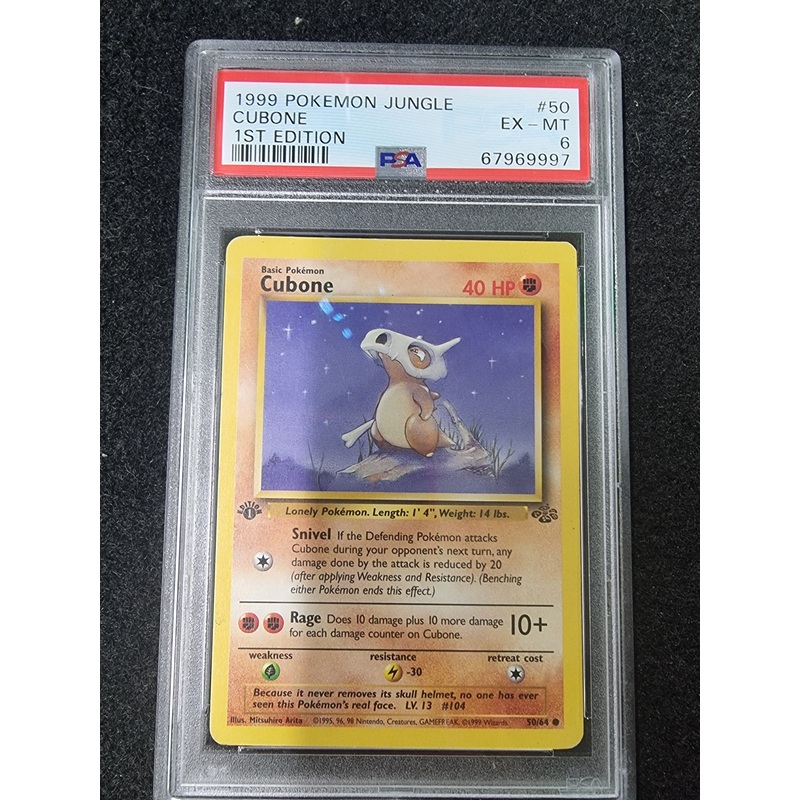 1999 POKEMON JUNGLE #50
CUBONE EX - MT
1ST EDITION 6
PSA 67969997
Basic Pokémon
Cubone 40 HP
EDITION
1
Lonely Pokémon. Length: 1' 4", Weight: 14 lbs.
Snivel If the Defending Pokémon attacks
Cubone during your opponent's next turn, any
damage done by the attack is reduced by 20
(after applying Weakness and Resistance). (Benching
either Pokémon ends this effect.)
Rage Does 10 damage plus 10 more damage
for each damage counter on Cubone. 10+
weakness resistance retreat cost
-30
Because it never removes its skull helmet, no one has ever
seen this Pokémon's real face. LV. 13 #104
Illus. Mitsuhiro Arita ©1995, 96, 98 Nintendo, Creatures, GAMEFREAK. ©1999 Wizards. 50/64